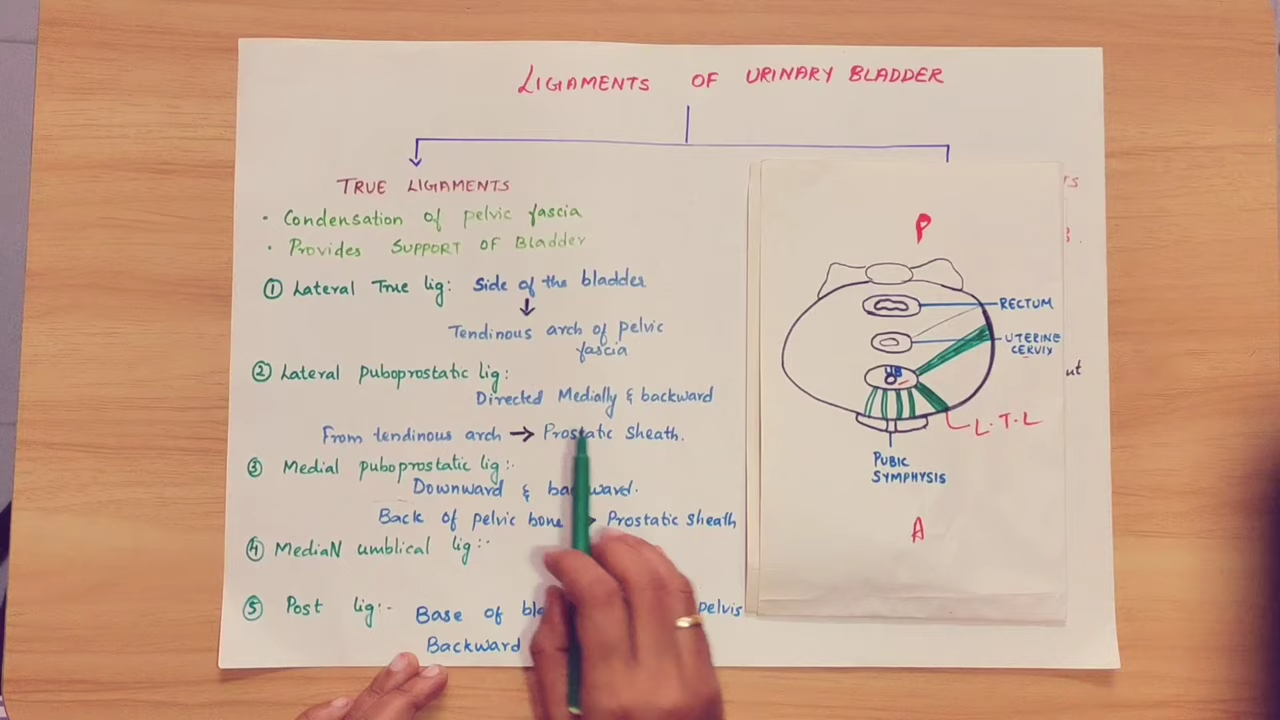 LIGAMENTS OF URINARY BLADDER
TRUE LIGAMENTS
• Condensation of pelvic fascia
• Provides SUPPORT OF Bladder
① Lateral True lig: Side of the bladder
↓
Tendinous arch of pelvic
fascia
② Lateral puboprostatic lig:
Directed Medially & backward
From tendinous arch → Prostatic Sheath.
③ Medial puboprostatic lig:-
Downward & backward.
Back of pelvic bone → Prostatic Sheath
④ MediaN umblical lig:-
⑤ Post lig:- Base of pelvis
Backward
P
RECTUM
UTERINE
CERVIX
UB
L.T.L
PUBIC
SYMPHYSIS
A